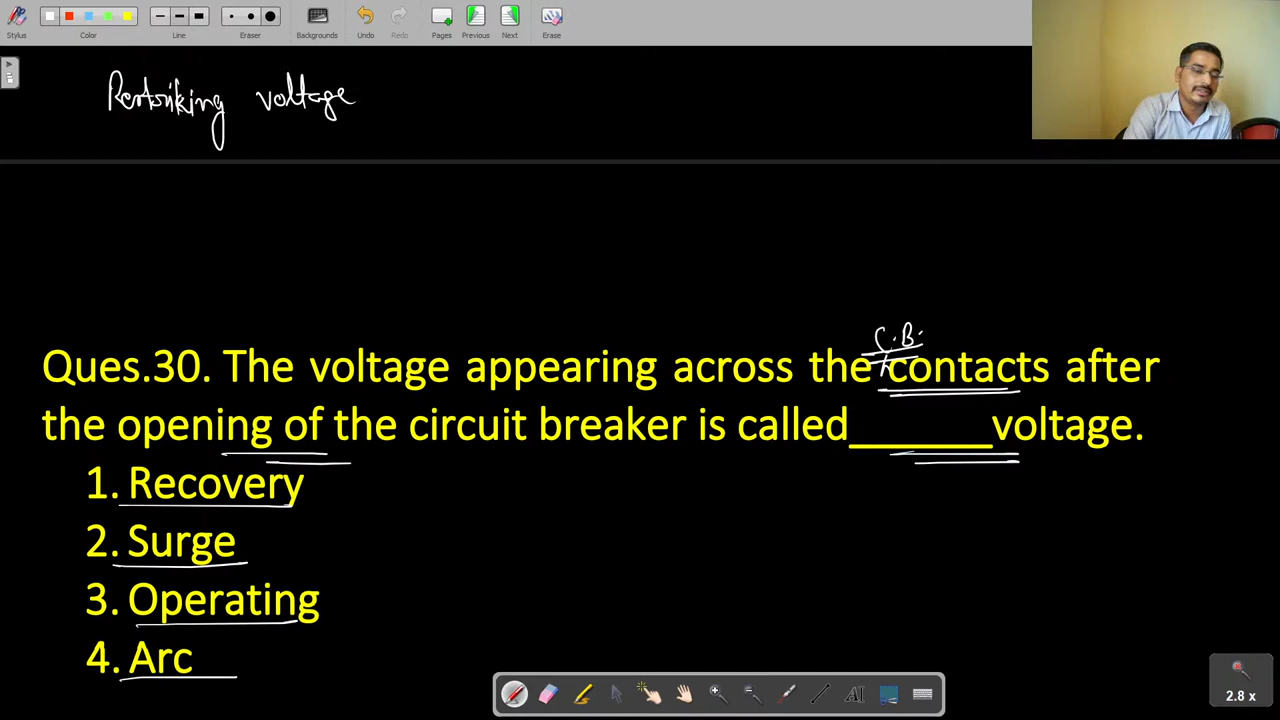 Stylus
Color
Line
Eraser
Backgrounds
Undo
Redo
Pages
Previous
Next
Erase
Restriking voltage
C.B.
Ques.30. The voltage appearing across the contacts after
the opening of the circuit breaker is called______voltage.
1. Recovery
2. Surge
3. Operating
4. Arc
AI
2.8 x